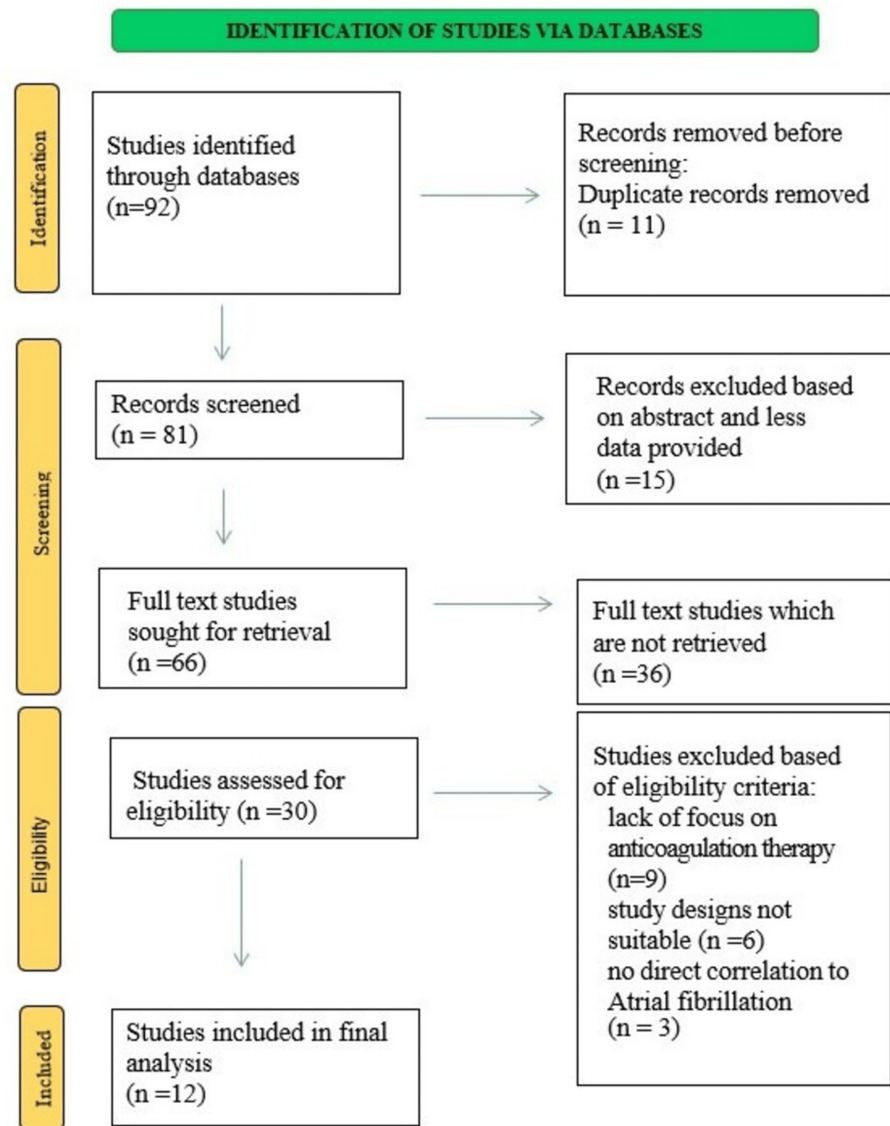 IDENTIFICATION OF STUDIES VIA DATABASES
Identification
Studies identified
through databases
(n=92)
Records removed before
screening:
Duplicate records removed
(n = 11)
Screening
Records screened
(n = 81)
Records excluded based
on abstract and less
data provided
(n =15)
Full text studies
sought for retrieval
(n =66)
Full text studies which
are not retrieved
(n =36)
Eligibility
Studies assessed for
eligibility (n =30)
Studies excluded based
of eligibility criteria:
lack of focus on
anticoagulation therapy
(n=9)
study designs not
suitable (n =6)
no direct correlation to
Atrial fibrillation
(n = 3)
Included
Studies included in final
analysis
(n =12)